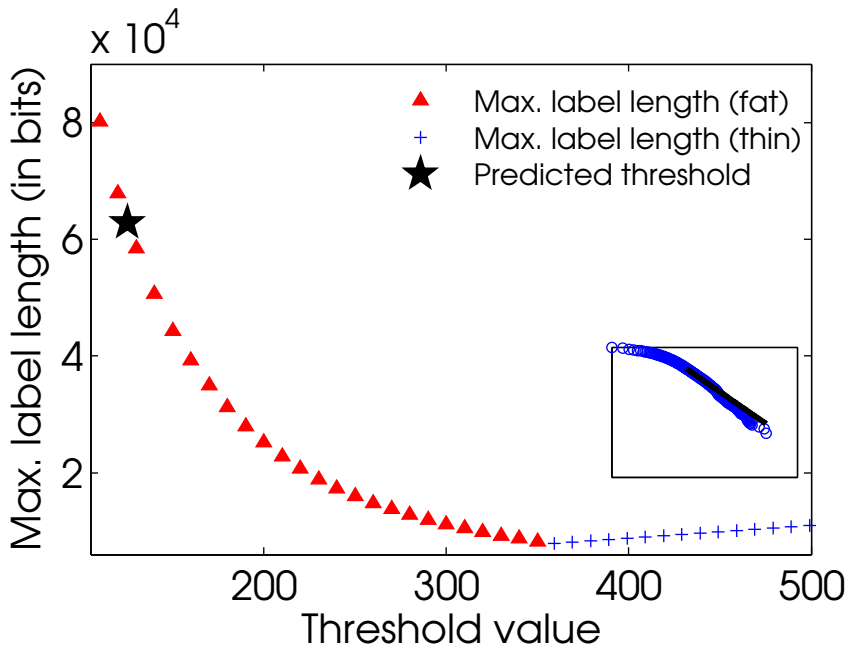 x 10^4
Max. label length (in bits)
8
6
4
2
Max. label length (fat)
Max. label length (thin)
Predicted threshold
200
300
400
500
Threshold value